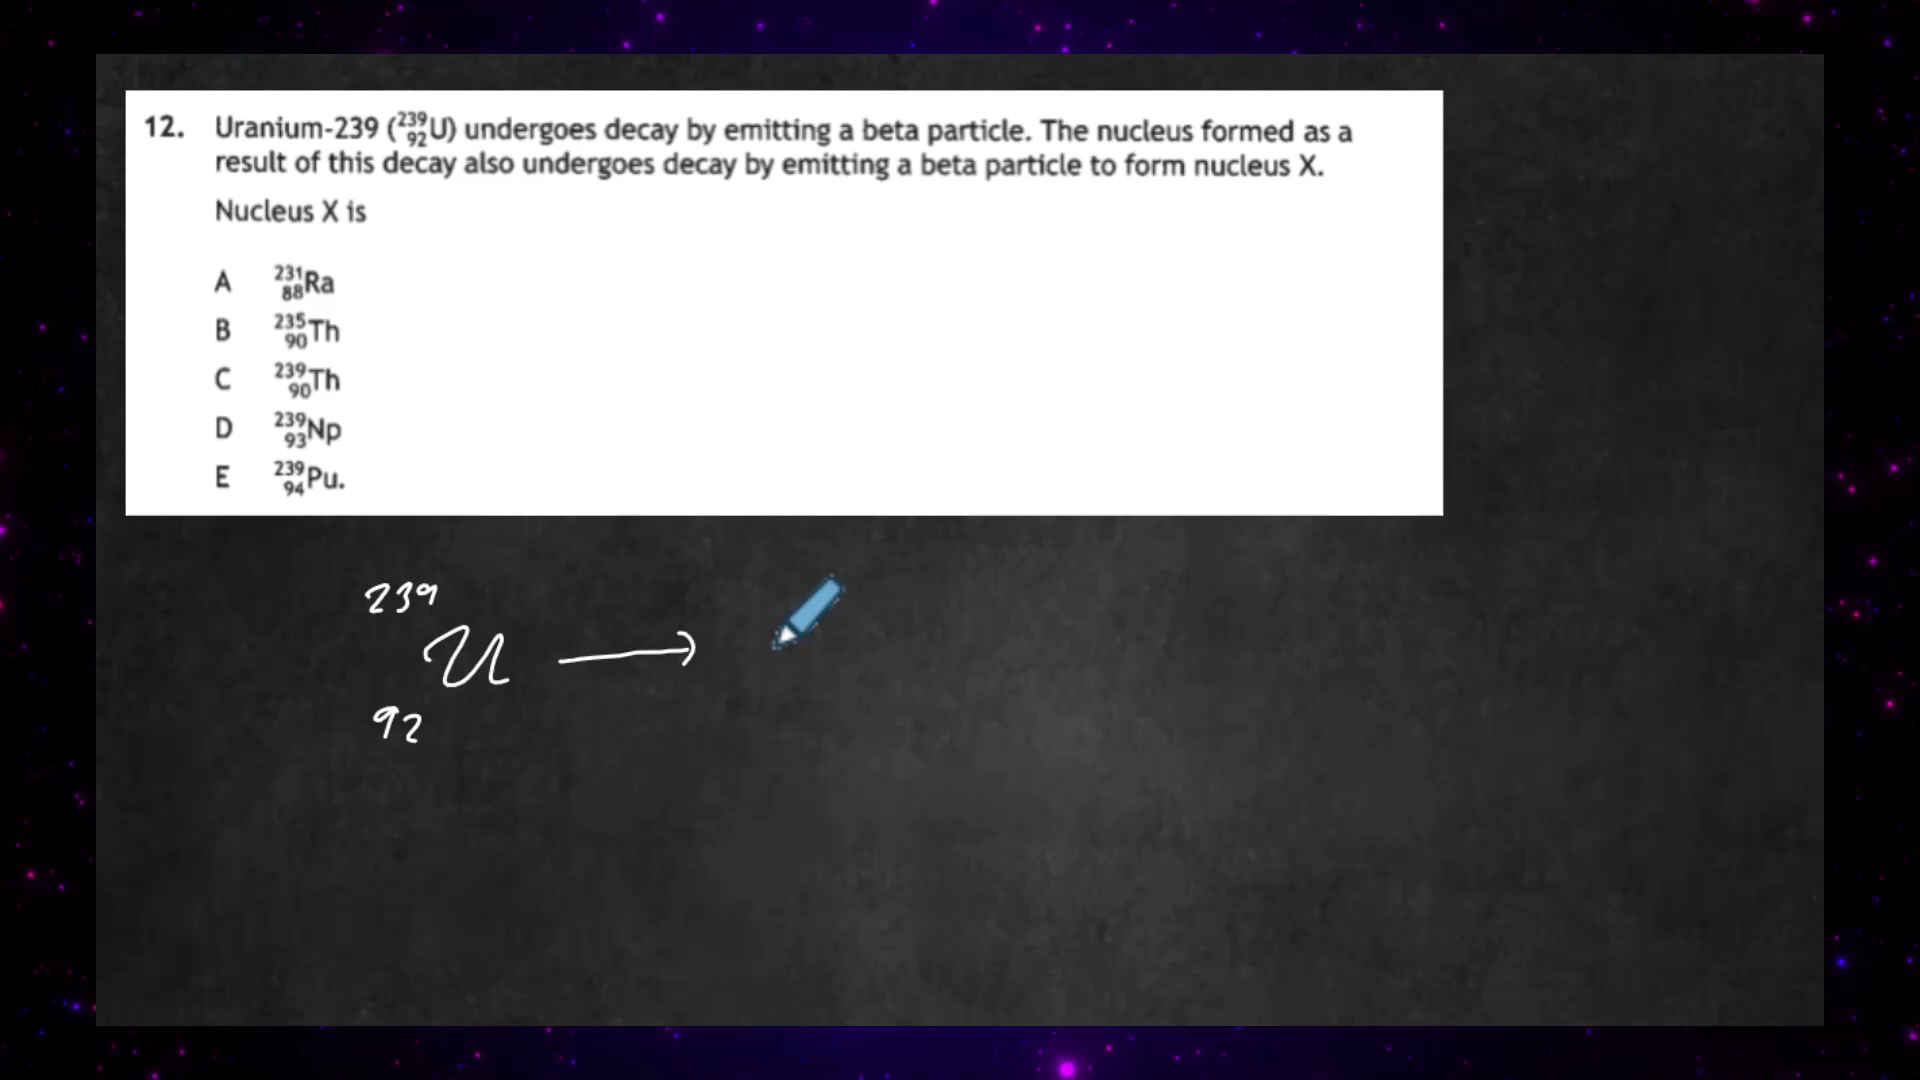 12. Uranium-239 (²³⁹₉₂U) undergoes decay by emitting a beta particle. The nucleus formed as a
result of this decay also undergoes decay by emitting a beta particle to form nucleus X.
Nucleus X is
A ²³¹₈₈Ra
B ²³⁵₉₀Th
C ²³⁹₉₀Th
D ²³⁹₉₃Np
E ²³⁹₉₄Pu.
239
U →
92